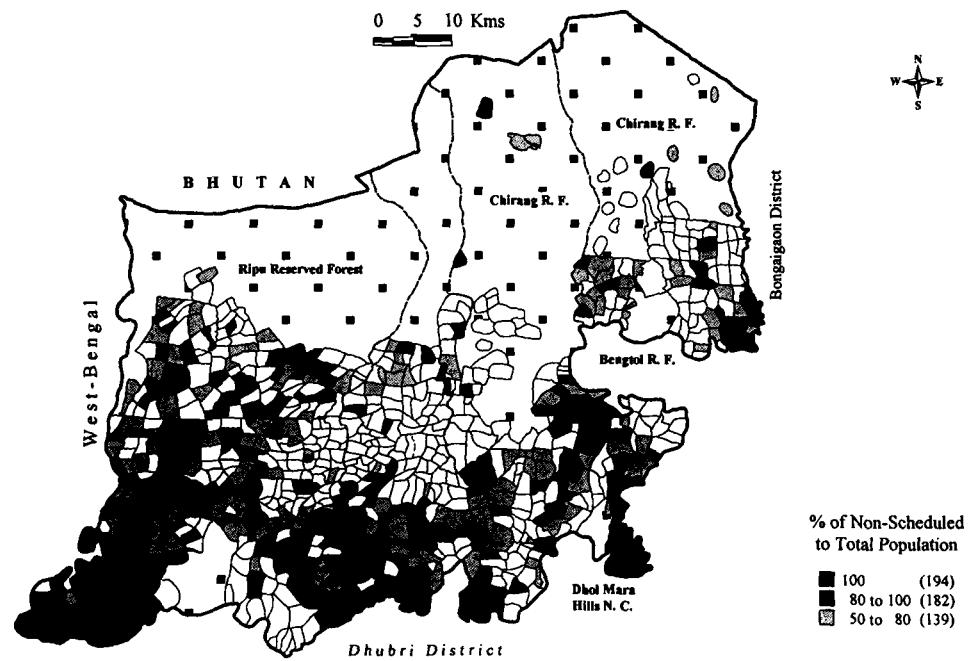 0 5 10 Kms
N
W E
S
Chirang R. F.
BHUTAN
Chirang R. F.
Bongaigaon District
Ripu Reserved Forest
West-Bengal
Bengtol R. F.
% of Non-Scheduled
to Total Population
100 (194)
80 to 100 (182)
50 to 80 (139)
Dhol Mara
Hills N. C.
Dhubri District